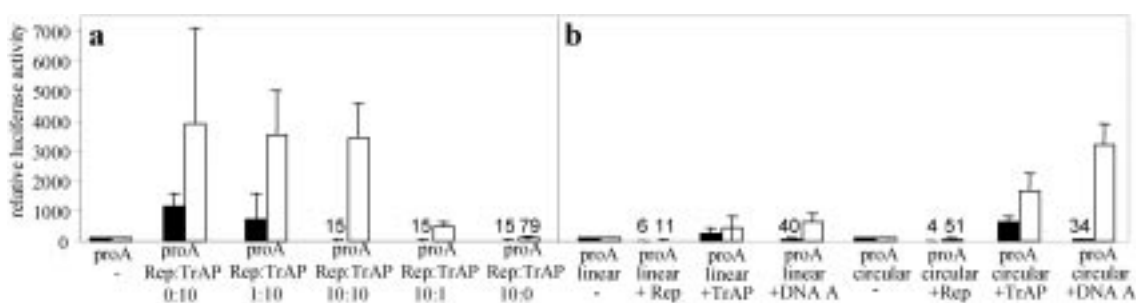 relative luciferase activity
7000
6000
5000
4000
3000
2000
1000
0
a
15
15
15 79
proA
-
proA
Rep:TrAP
0:10
proA
Rep:TrAP
1:10
proA
Rep:TrAP
10:10
proA
Rep:TrAP
10:1
proA
Rep:TrAP
10:0
b
6 11
40
4 51
34
proA
linear
-
proA
linear
+ Rep
proA
linear
+TrAP
proA
linear
+DNA A
proA
circular
-
proA
circular
+Rep
proA
circular
+TrAP
proA
circular
+DNA A